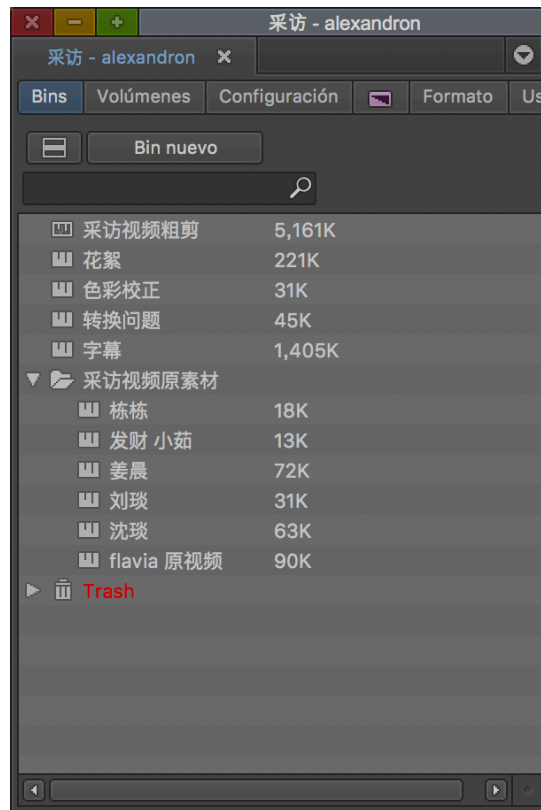 采访 - alexandron
采访 - alexandron
Bins Volúmenes Configuración Formato Us
Bin nuevo
采访视频粗剪 5,161K
花絮 221K
色彩校正 31K
转换问题 45K
字幕 1,405K
采访视频原素材
栋栋 18K
发财 小茹 13K
姜晨 72K
刘琰 31K
沈琰 63K
flavia 原视频 90K
Trash